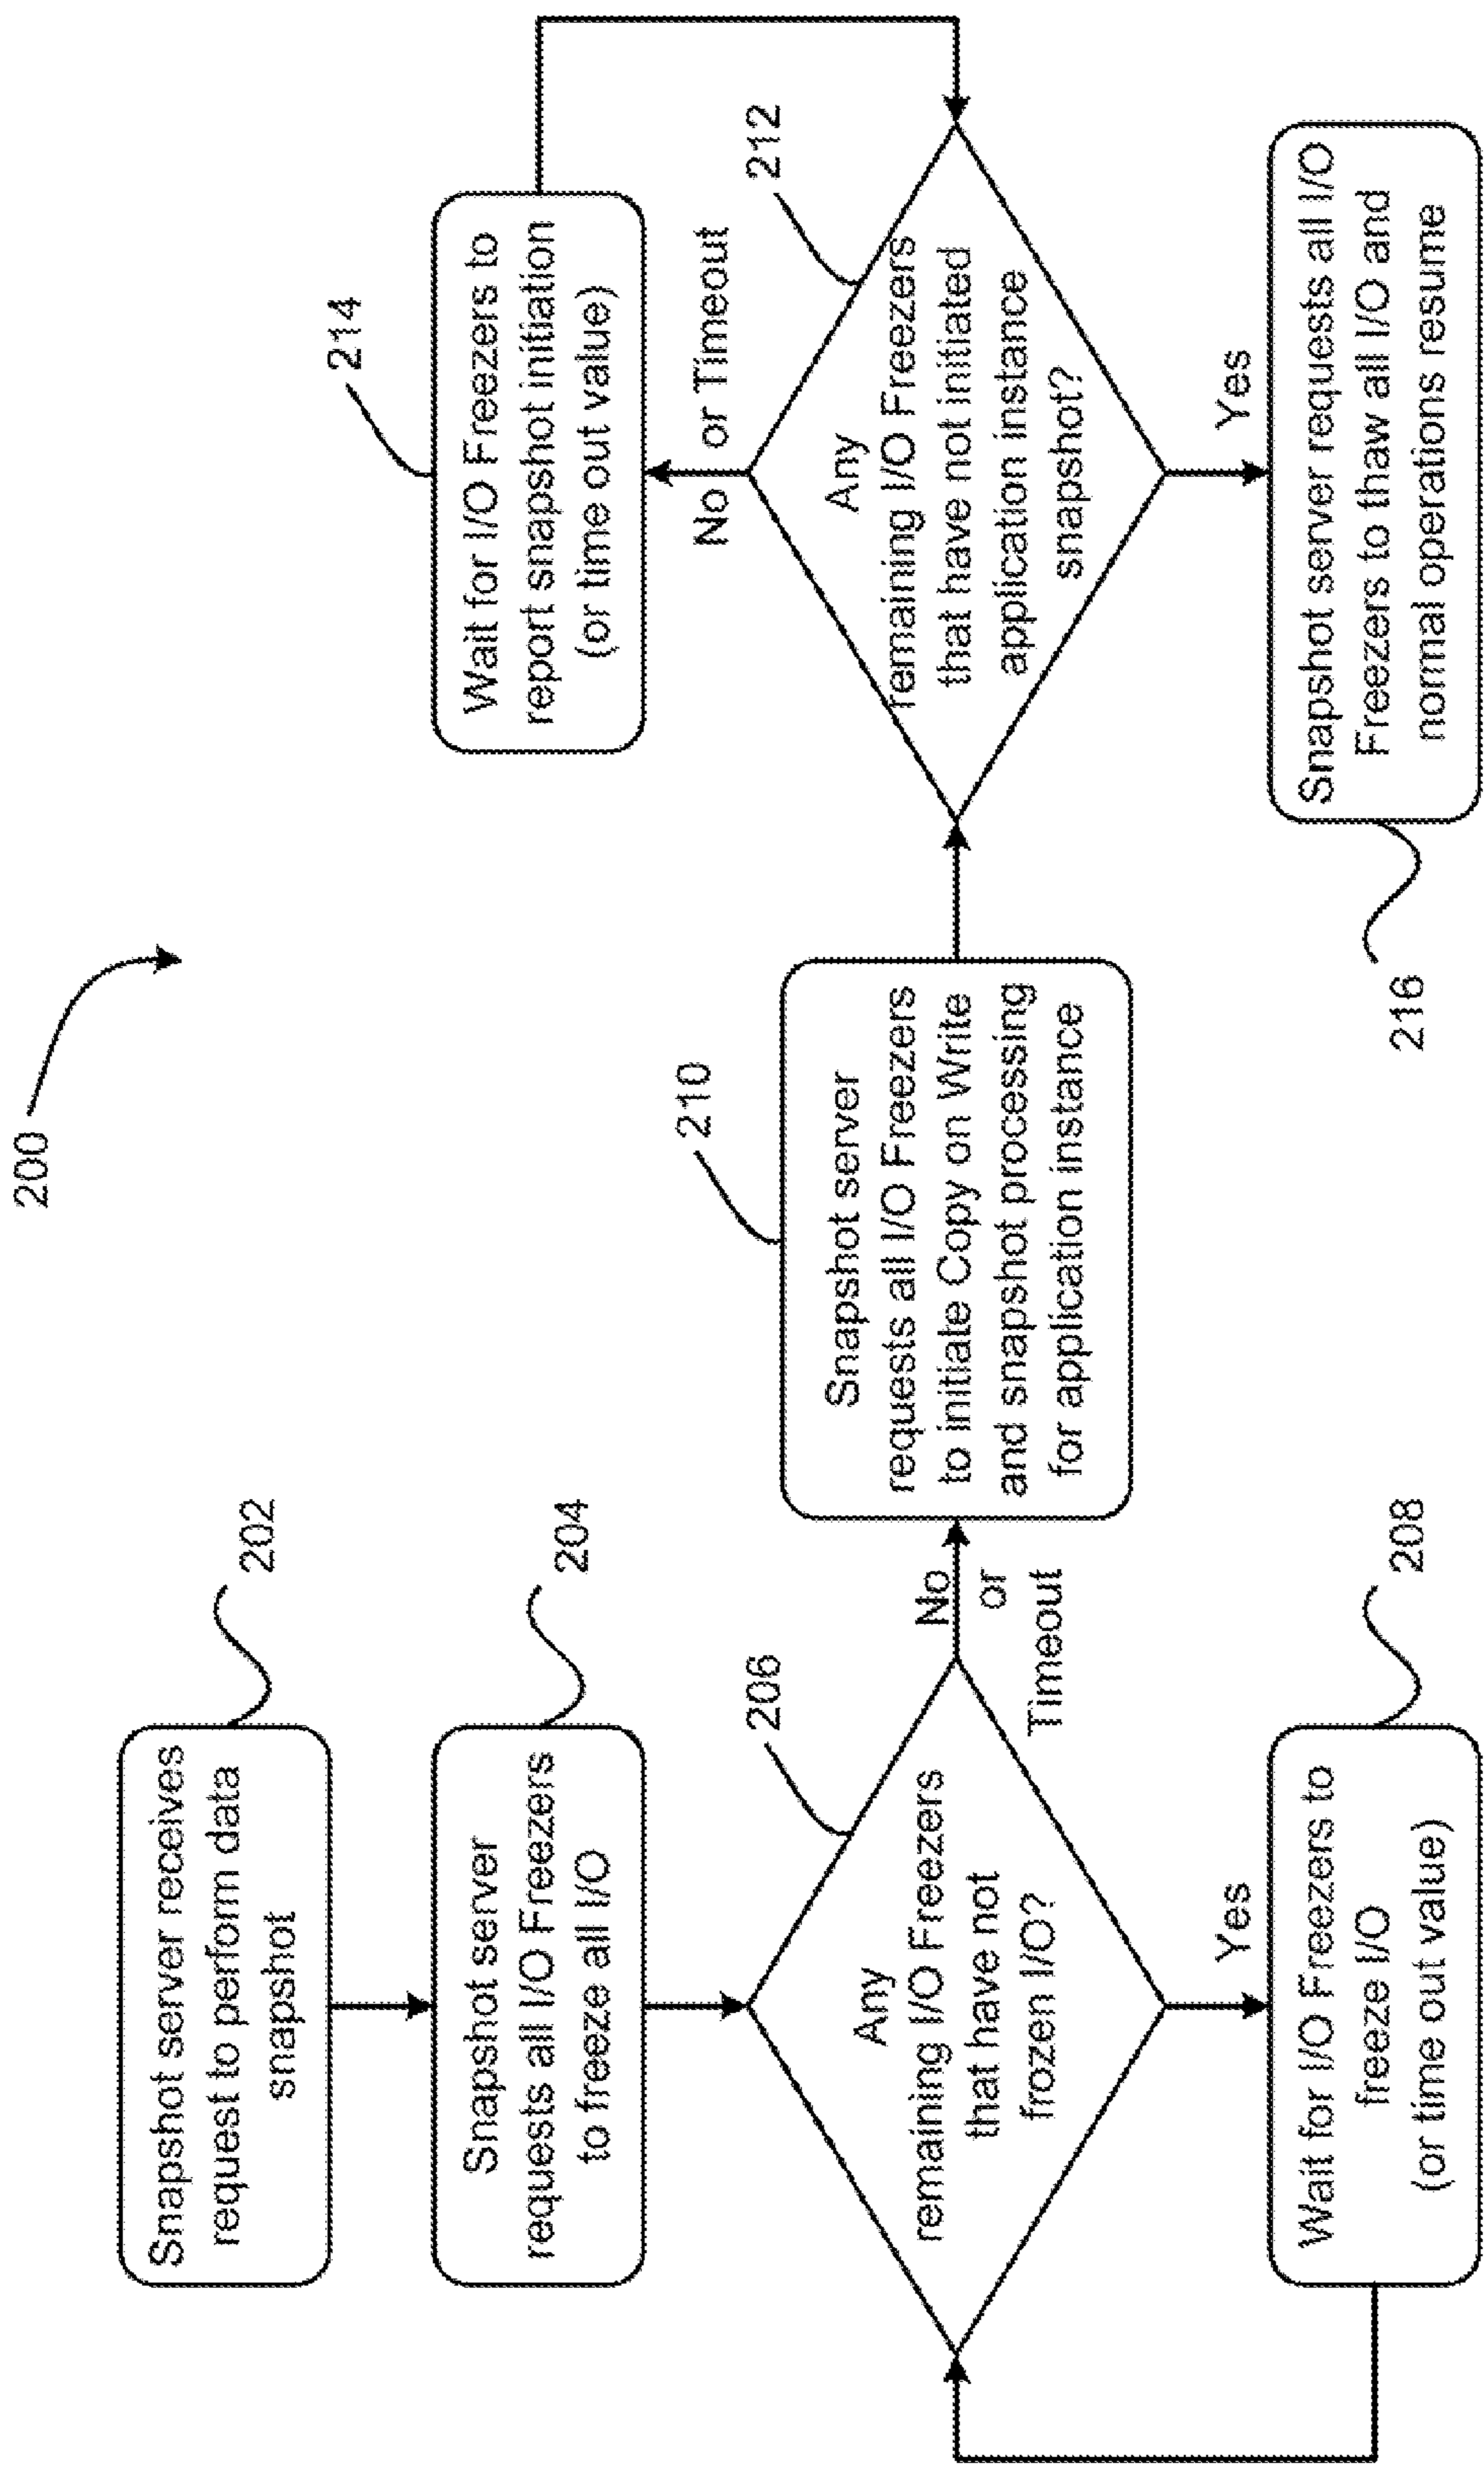 200
Snapshot server receives
request to perform data
snapshot
202
Snapshot server
requests all I/O Freezers
to freeze all I/O
204
Any
remaining I/O Freezers
that have not
frozen I/O?
206
No
or
Timeout
Yes
Wait for I/O Freezers to
freeze I/O
(or time out value)
208
Snapshot server
requests all I/O Freezers
to initiate Copy on Write
and snapshot processing
for application instance
210
Wait for I/O Freezers to
report snapshot initiation
(or time out value)
214
No or Timeout
Any
remaining I/O Freezers
that have not initiated
application instance
snapshot?
212
Yes
Snapshot server requests all I/O
Freezers to thaw all I/O and
normal operations resume
216